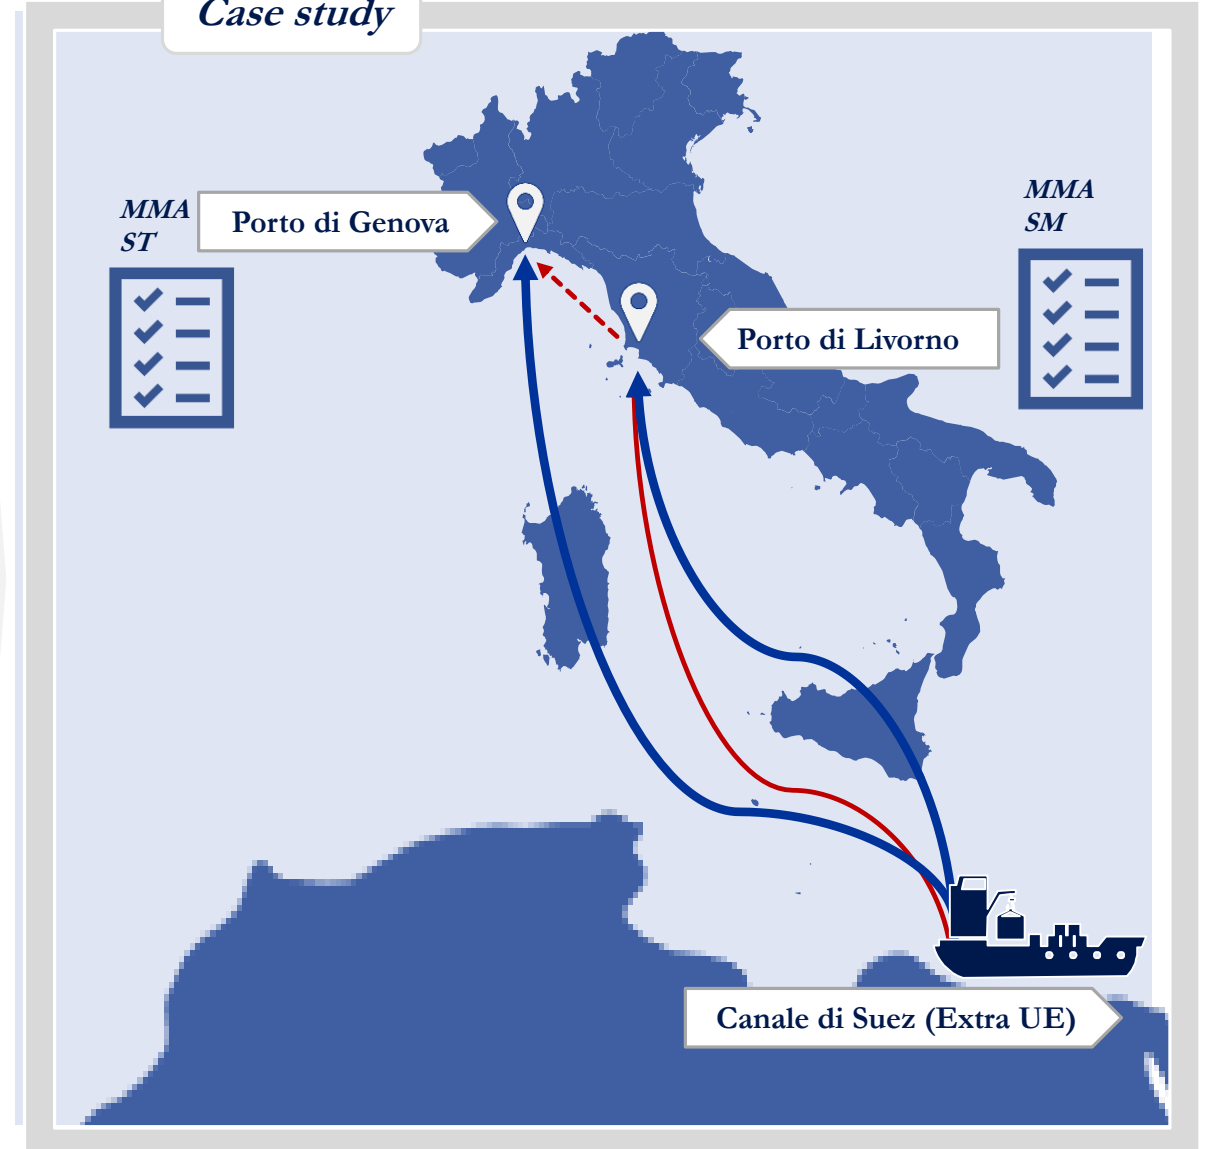 Case study
MMA
ST
Porto di Genova
MMA
SM
Porto di Livorno
Canale di Suez (Extra UE)